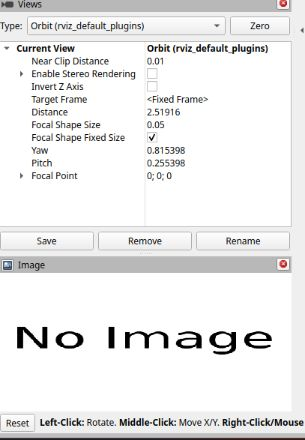 Views
Type: Orbit (rviz_default_plugins) Zero
Current View Orbit (rviz_default_plugins)
Near Clip Distance 0.01
Enable Stereo Rendering
Invert Z Axis
Target Frame <Fixed Frame>
Distance 2.51916
Focal Shape Size 0.05
Focal Shape Fixed Size
Yaw 0.815398
Pitch 0.255398
Focal Point 0; 0; 0
Save Remove Rename
Image
No Image
Reset Left-Click: Rotate. Middle-Click: Move X/Y. Right-Click/Mouse